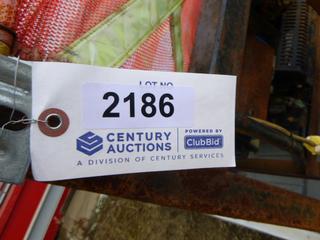 LOT NO.
2186
CENTURY
AUCTIONS
POWERED BY
ClubBid
A DIVISION OF CENTURY SERVICES